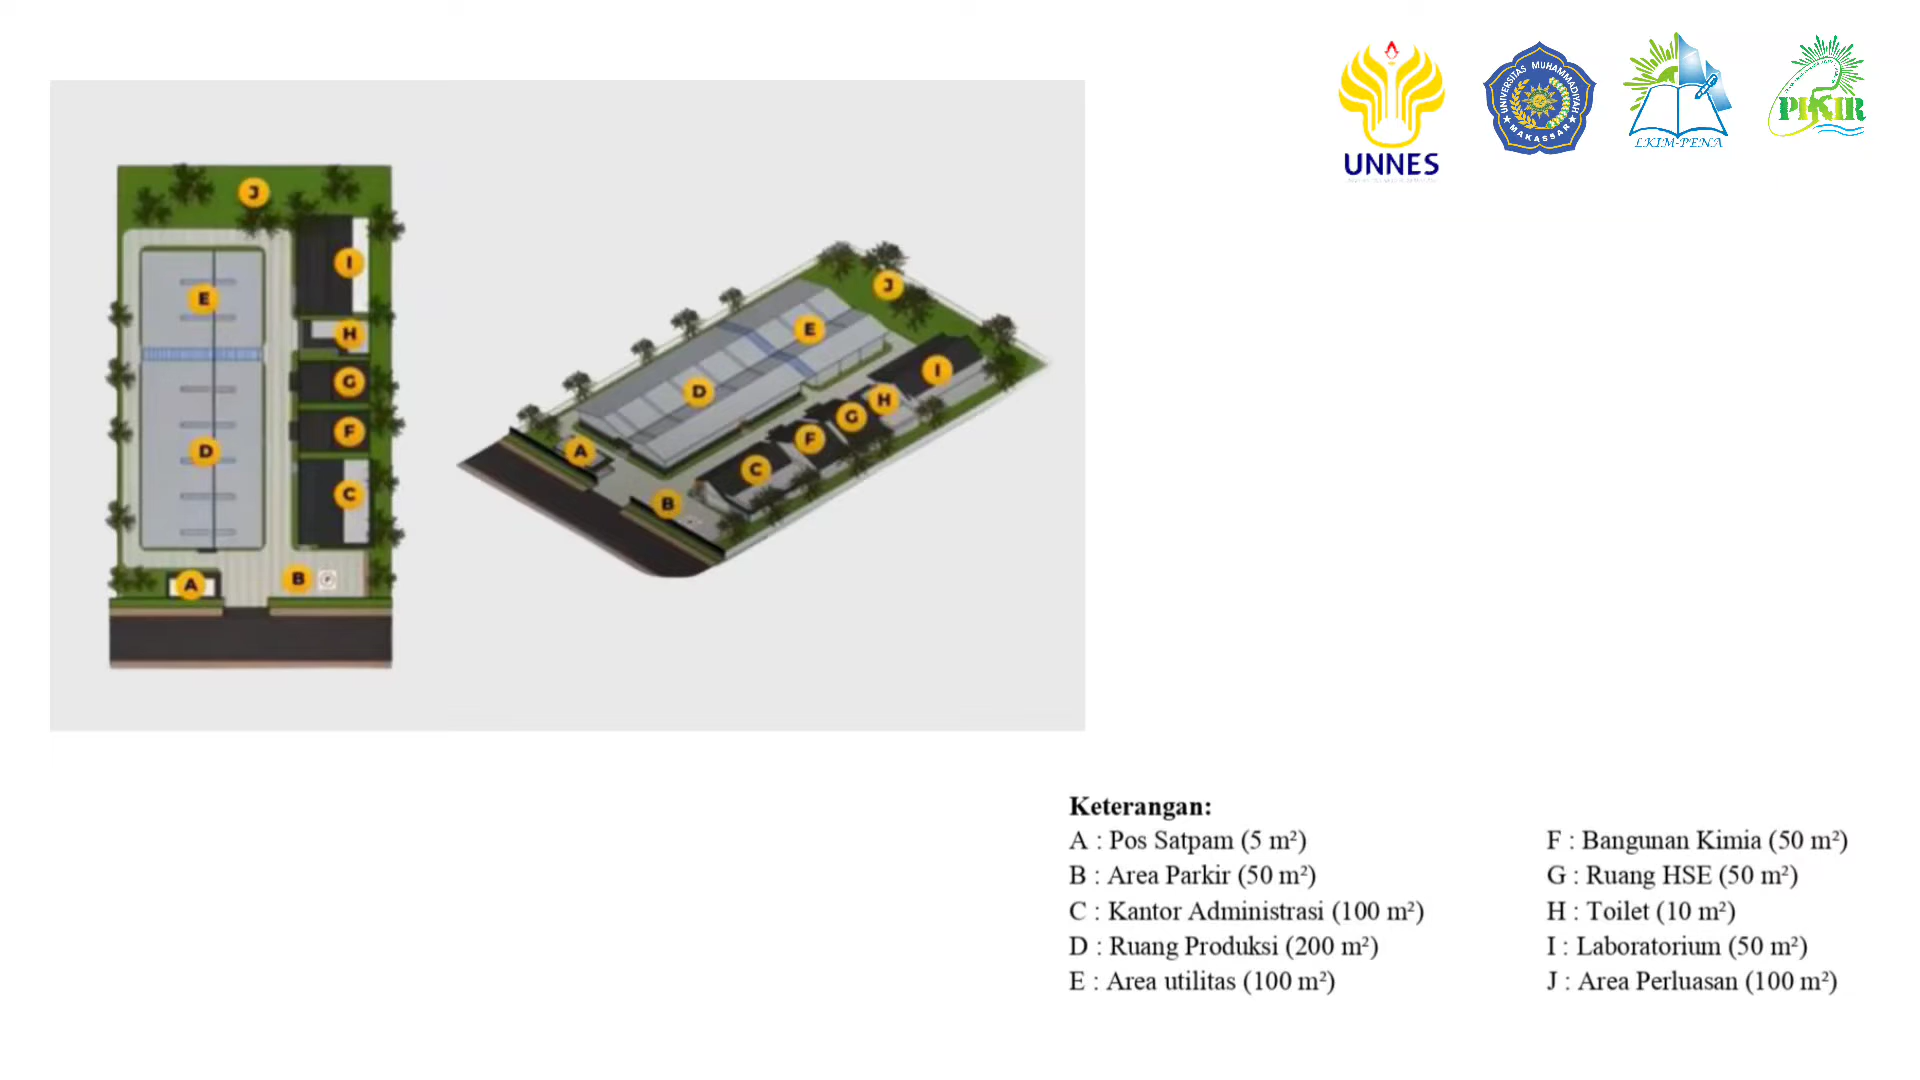 UNNES
UNIVERSITAS MUHAMMADIYAH
MAKASSAR
LKIM-PENA
PIKIR
J
I
E
H
G
F
D
C
A
B
J
E
I
D
H
G
F
A
C
B
Keterangan:
A : Pos Satpam (5 m²)
B : Area Parkir (50 m²)
C : Kantor Administrasi (100 m²)
D : Ruang Produksi (200 m²)
E : Area utilitas (100 m²)
F : Bangunan Kimia (50 m²)
G : Ruang HSE (50 m²)
H : Toilet (10 m²)
I : Laboratorium (50 m²)
J : Area Perluasan (100 m²)